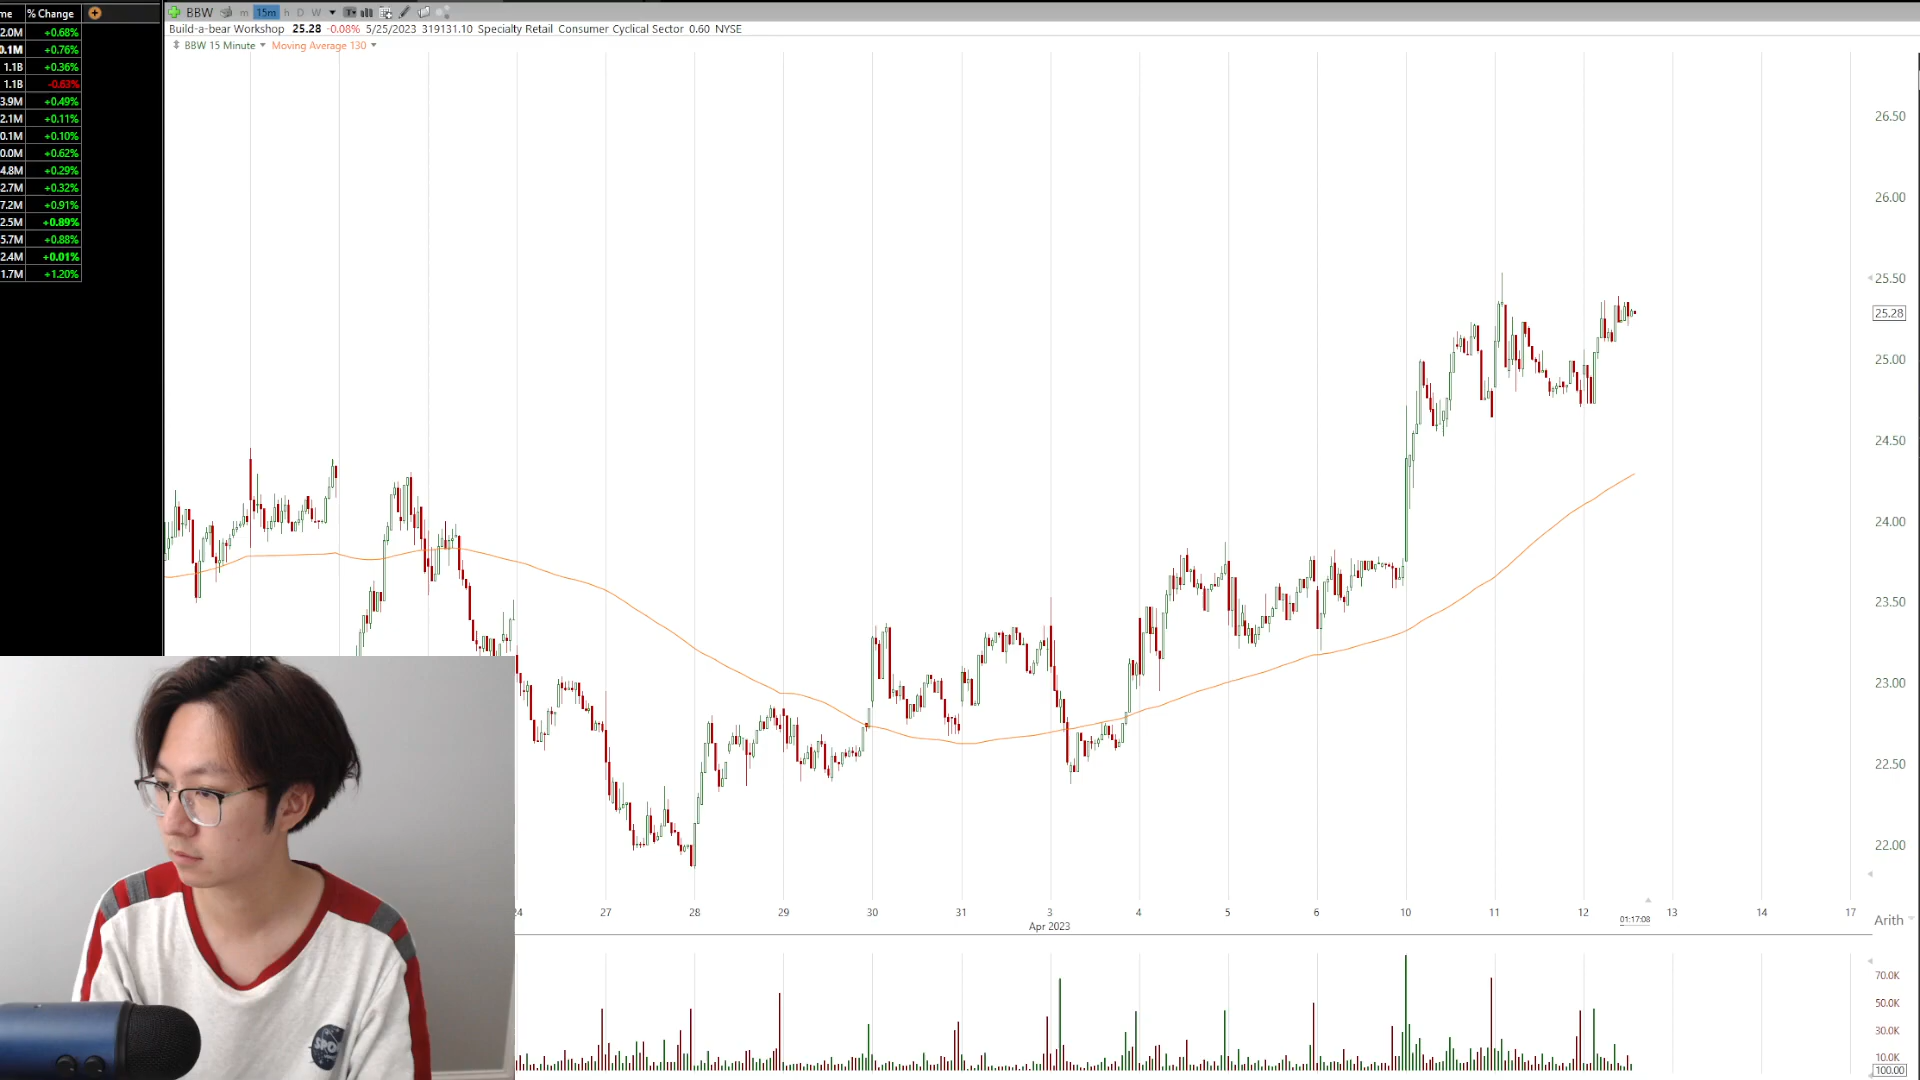 me % Change
2.0M +0.68%
0.1M +0.76%
1.1B +0.36%
1.1B -0.63%
3.9M +0.49%
2.1M +0.11%
0.1M +0.10%
0.0M +0.62%
4.8M +0.29%
2.7M +0.32%
7.2M +0.91%
2.5M +0.89%
5.7M +0.88%
2.4M +0.01%
1.7M +1.20%
BBW m 15m h D W
Build-a-bear Workshop 25.28 -0.08% 5/25/2023 319131.10 Specialty Retail Consumer Cyclical Sector 0.60 NYSE
BBW 15 Minute Moving Average 130
26.50
26.00
25.50
25.28
25.00
24.50
24.00
23.50
23.00
22.50
22.00
24 27 28 29 30 31 3 4 5 6 10 11 12 13 14 17
01:17:08
Arith
Apr 2023
70.0K
50.0K
30.0K
10.0K
100.00
SPO